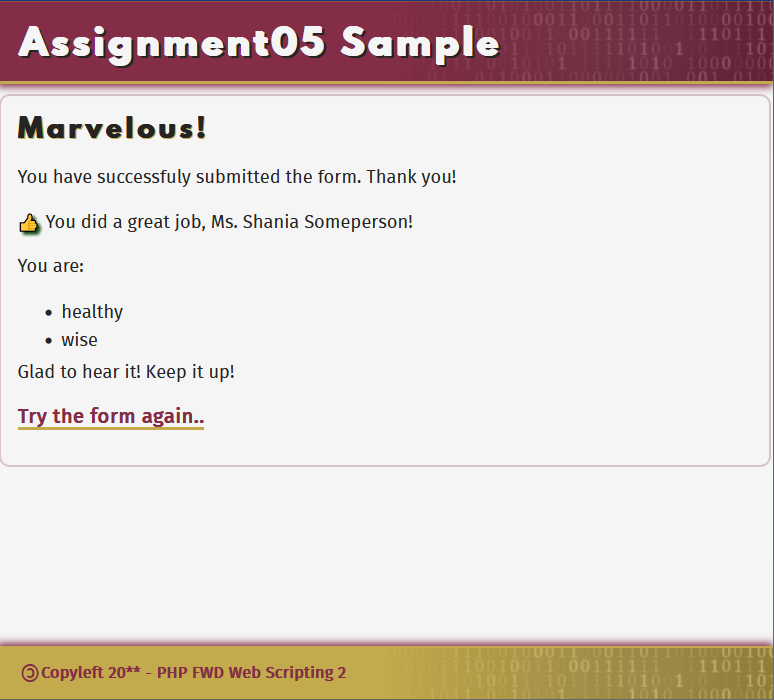 Assignment05 Sample
Marvelous!
You have successfuly submitted the form. Thank you!
👍 You did a great job, Ms. Shania Someperson!
You are:
• healthy
• wise
Glad to hear it! Keep it up!
Try the form again..
🄯 Copyleft 20** - PHP FWD Web Scripting 2